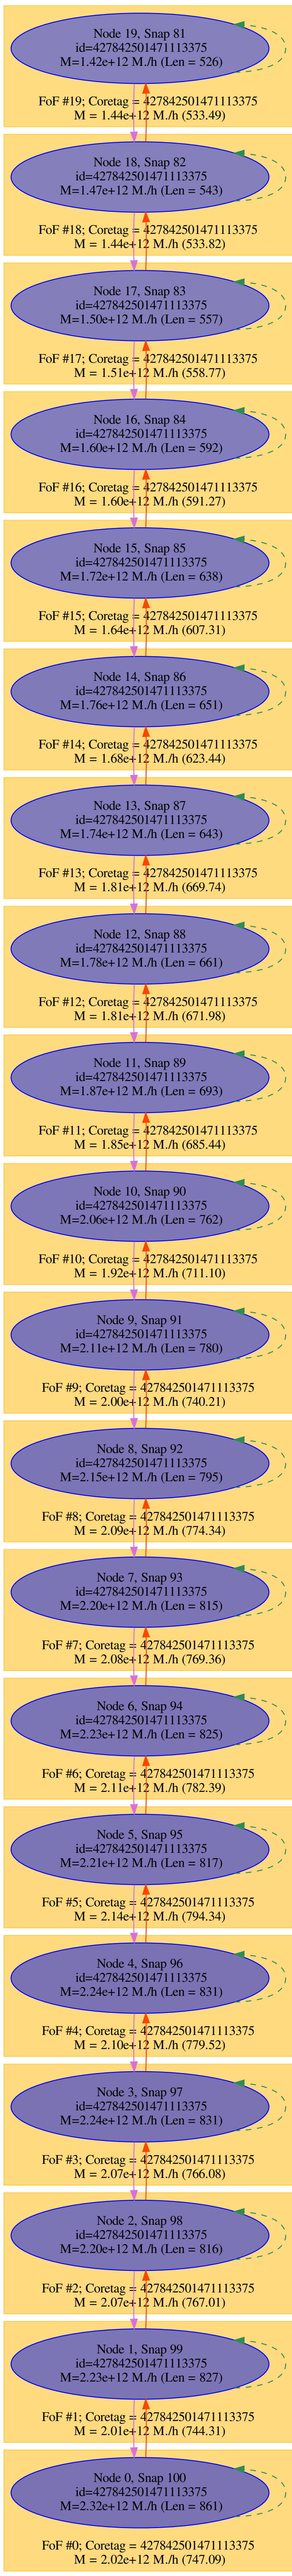 Node 19, Snap 81
id=427842501471113375
M=1.42e+12 M./h (Len = 526)
FoF #19; Coretag = 427842501471113375
M = 1.44e+12 M./h (533.49)
Node 18, Snap 82
id=427842501471113375
M=1.47e+12 M./h (Len = 543)
FoF #18; Coretag = 427842501471113375
M = 1.44e+12 M./h (533.82)
Node 17, Snap 83
id=427842501471113375
M=1.50e+12 M./h (Len = 557)
FoF #17; Coretag = 427842501471113375
M = 1.51e+12 M./h (558.77)
Node 16, Snap 84
id=427842501471113375
M=1.60e+12 M./h (Len = 592)
FoF #16; Coretag = 427842501471113375
M = 1.60e+12 M./h (591.27)
Node 15, Snap 85
id=427842501471113375
M=1.72e+12 M./h (Len = 638)
FoF #15; Coretag = 427842501471113375
M = 1.64e+12 M./h (607.31)
Node 14, Snap 86
id=427842501471113375
M=1.76e+12 M./h (Len = 651)
FoF #14; Coretag = 427842501471113375
M = 1.68e+12 M./h (623.44)
Node 13, Snap 87
id=427842501471113375
M=1.74e+12 M./h (Len = 643)
FoF #13; Coretag = 427842501471113375
M = 1.81e+12 M./h (669.74)
Node 12, Snap 88
id=427842501471113375
M=1.78e+12 M./h (Len = 661)
FoF #12; Coretag = 427842501471113375
M = 1.81e+12 M./h (671.98)
Node 11, Snap 89
id=427842501471113375
M=1.87e+12 M./h (Len = 693)
FoF #11; Coretag = 427842501471113375
M = 1.85e+12 M./h (685.44)
Node 10, Snap 90
id=427842501471113375
M=2.06e+12 M./h (Len = 762)
FoF #10; Coretag = 427842501471113375
M = 1.92e+12 M./h (711.10)
Node 9, Snap 91
id=427842501471113375
M=2.11e+12 M./h (Len = 780)
FoF #9; Coretag = 427842501471113375
M = 2.00e+12 M./h (740.21)
Node 8, Snap 92
id=427842501471113375
M=2.15e+12 M./h (Len = 795)
FoF #8; Coretag = 427842501471113375
M = 2.09e+12 M./h (774.34)
Node 7, Snap 93
id=427842501471113375
M=2.20e+12 M./h (Len = 815)
FoF #7; Coretag = 427842501471113375
M = 2.08e+12 M./h (769.36)
Node 6, Snap 94
id=427842501471113375
M=2.23e+12 M./h (Len = 825)
FoF #6; Coretag = 427842501471113375
M = 2.11e+12 M./h (782.39)
Node 5, Snap 95
id=427842501471113375
M=2.21e+12 M./h (Len = 817)
FoF #5; Coretag = 427842501471113375
M = 2.14e+12 M./h (794.34)
Node 4, Snap 96
id=427842501471113375
M=2.24e+12 M./h (Len = 831)
FoF #4; Coretag = 427842501471113375
M = 2.10e+12 M./h (779.52)
Node 3, Snap 97
id=427842501471113375
M=2.24e+12 M./h (Len = 831)
FoF #3; Coretag = 427842501471113375
M = 2.07e+12 M./h (766.08)
Node 2, Snap 98
id=427842501471113375
M=2.20e+12 M./h (Len = 816)
FoF #2; Coretag = 427842501471113375
M = 2.07e+12 M./h (767.01)
Node 1, Snap 99
id=427842501471113375
M=2.23e+12 M./h (Len = 827)
FoF #1; Coretag = 427842501471113375
M = 2.01e+12 M./h (744.31)
Node 0, Snap 100
id=427842501471113375
M=2.32e+12 M./h (Len = 861)
FoF #0; Coretag = 427842501471113375
M = 2.02e+12 M./h (747.09)